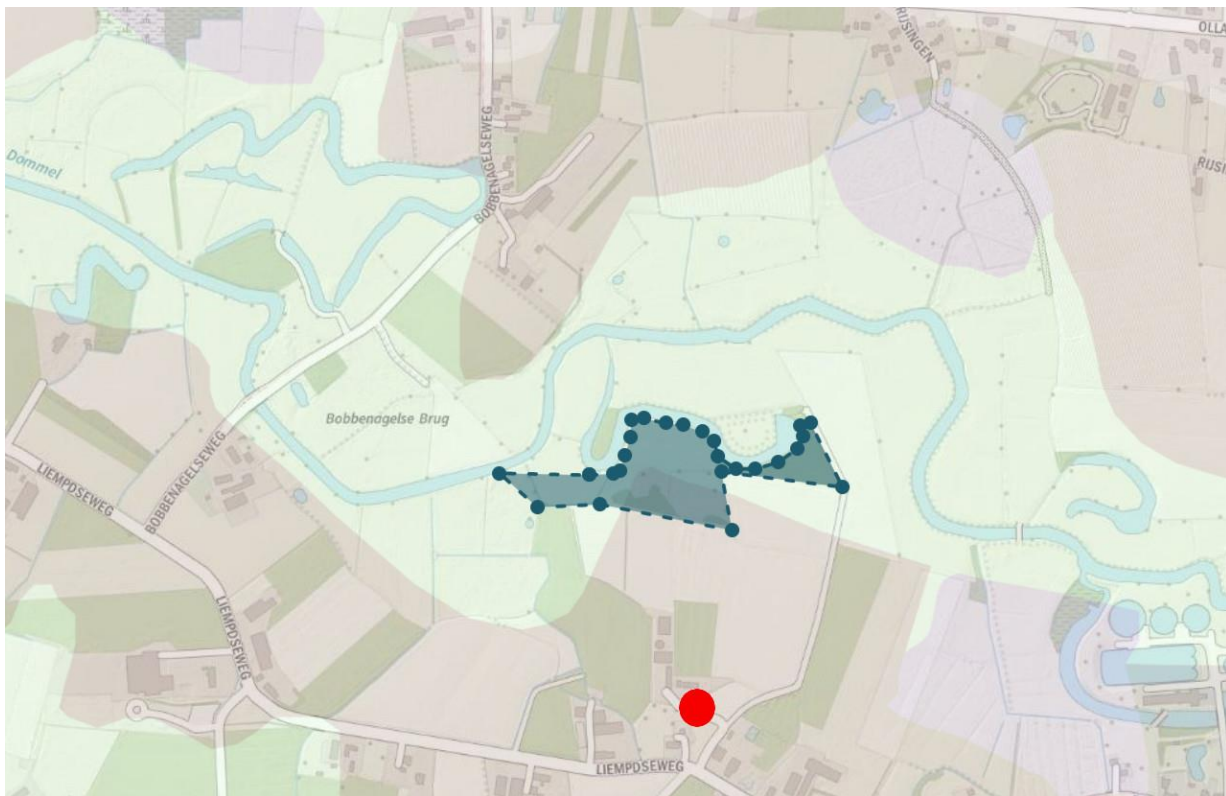 OLLA
RIJSINGEN
RIJSI
Dommel
BOBBENAGELSEWEG
Bobbenagelse Brug
LIEMPDSEWEG
BOBBENAGELSEWEG
LIEMPDSEWEG
LIEMPDSEWEG